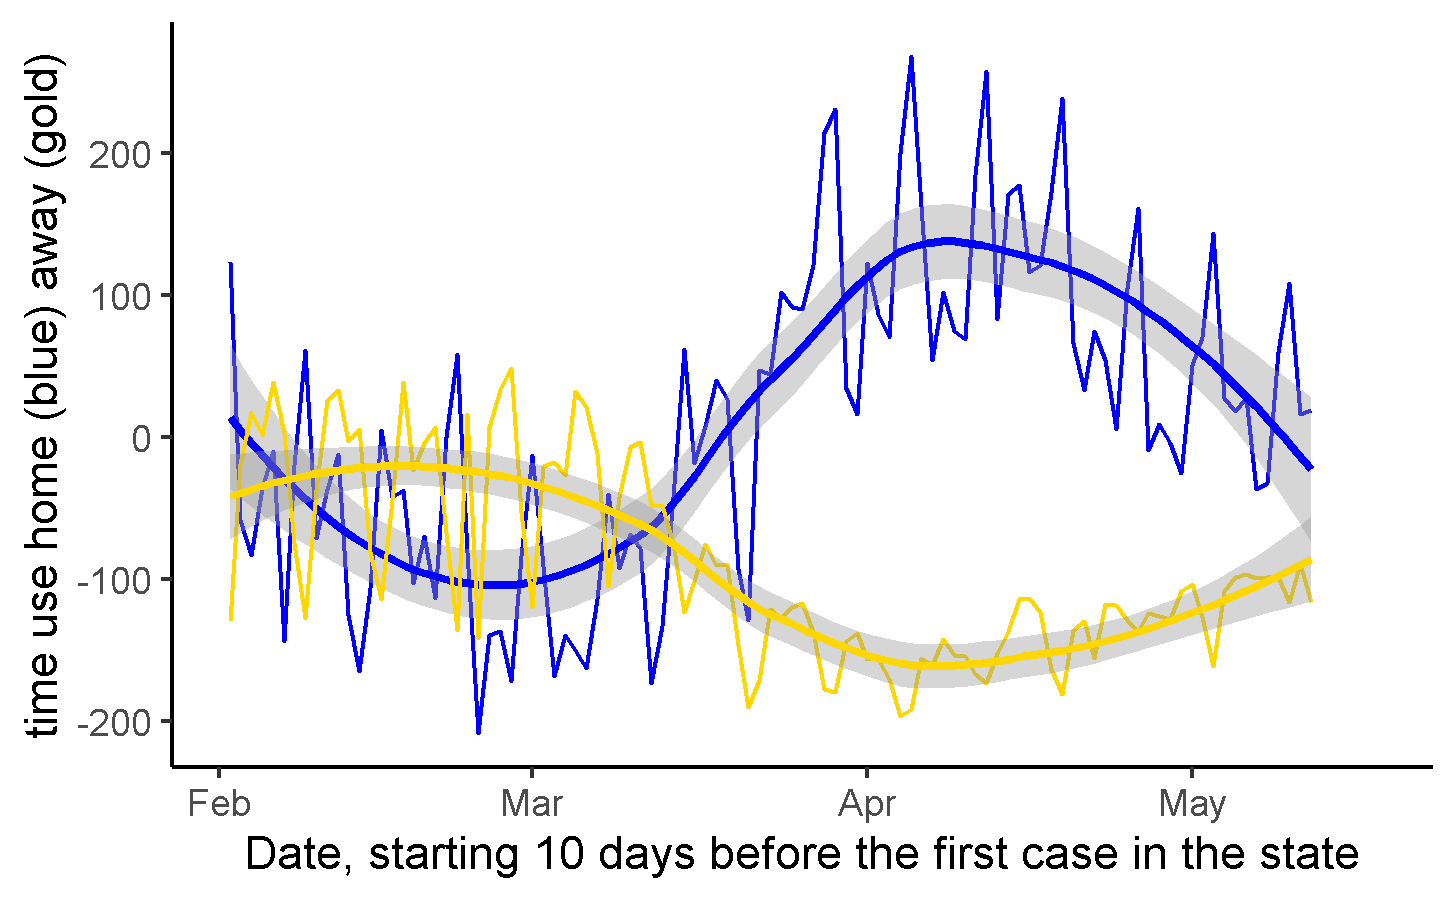 time use home (blue) away (gold)
200
100
0
-100
-200
Feb Mar Apr May
Date, starting 10 days before the first case in the state